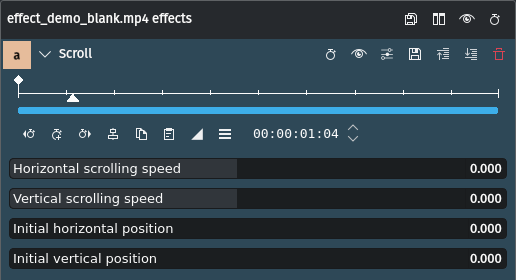 effect_demo_blank.mp4 effects
a Scroll
00:00:01:04
Horizontal scrolling speed 0.000
Vertical scrolling speed 0.000
Initial horizontal position 0.000
Initial vertical position 0.000